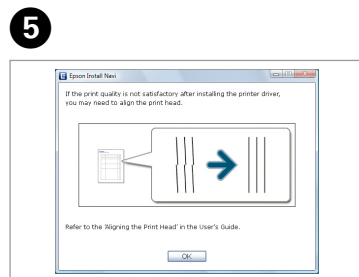 5
Epson Install Navi
If the print quality is not satisfactory after installing the printer driver,
you may need to align the print head.
Refer to the 'Aligning the Print Head' in the User's Guide.
OK